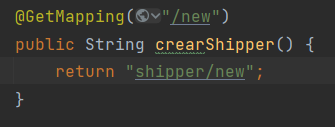 @GetMapping("/new")
public String crearShipper() {
    return "shipper/new";
}